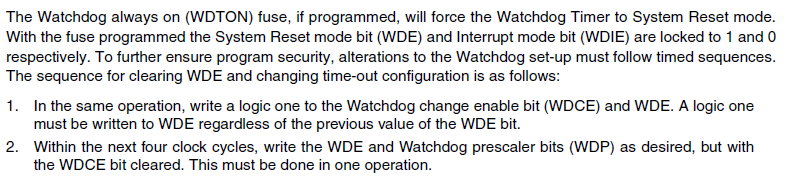 The Watchdog always on (WDTON) fuse, if programmed, will force the Watchdog Timer to System Reset mode.
With the fuse programmed the System Reset mode bit (WDE) and Interrupt mode bit (WDIE) are locked to 1 and 0
respectively. To further ensure program security, alterations to the Watchdog set-up must follow timed sequences.
The sequence for clearing WDE and changing time-out configuration is as follows:
1. In the same operation, write a logic one to the Watchdog change enable bit (WDCE) and WDE. A logic one
must be written to WDE regardless of the previous value of the WDE bit.
2. Within the next four clock cycles, write the WDE and Watchdog prescaler bits (WDP) as desired, but with
the WDCE bit cleared. This must be done in one operation.